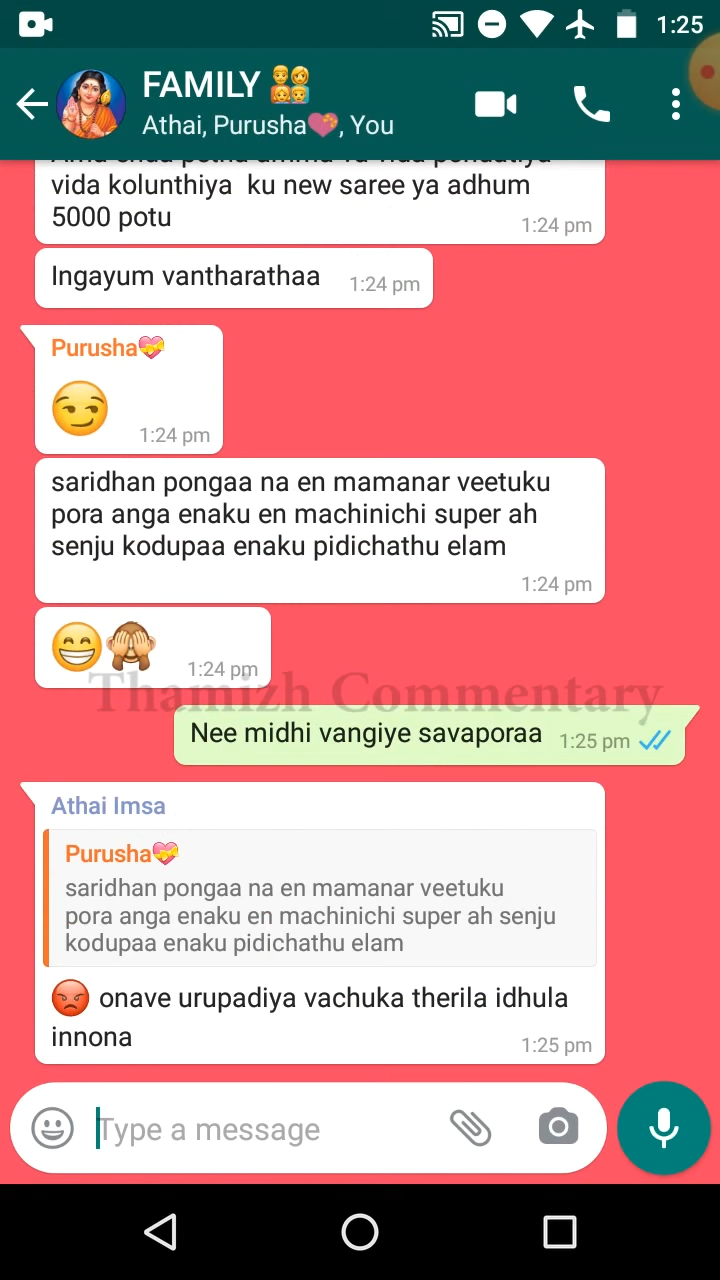 1:25
FAMILY 👨‍👩‍👧‍👦
Athai, Purusha💖, You
vida kolunthiya ku new saree ya adhum
5000 potu
1:24 pm
Ingayum vantharathaa 1:24 pm
Purusha💝
😏
1:24 pm
saridhan pongaa na en mamanar veetuku
pora anga enaku en machinichi super ah
senju kodupaa enaku pidichathu elam
1:24 pm
😁🙈
1:24 pm
Thamizh Commentary
Nee midhi vangiye savaporaa 1:25 pm
Athai Imsa
Purusha💝
saridhan pongaa na en mamanar veetuku
pora anga enaku en machinichi super ah senju
kodupaa enaku pidichathu elam
😡 onave urupadiya vachuka therila idhula
innona
1:25 pm
Type a message